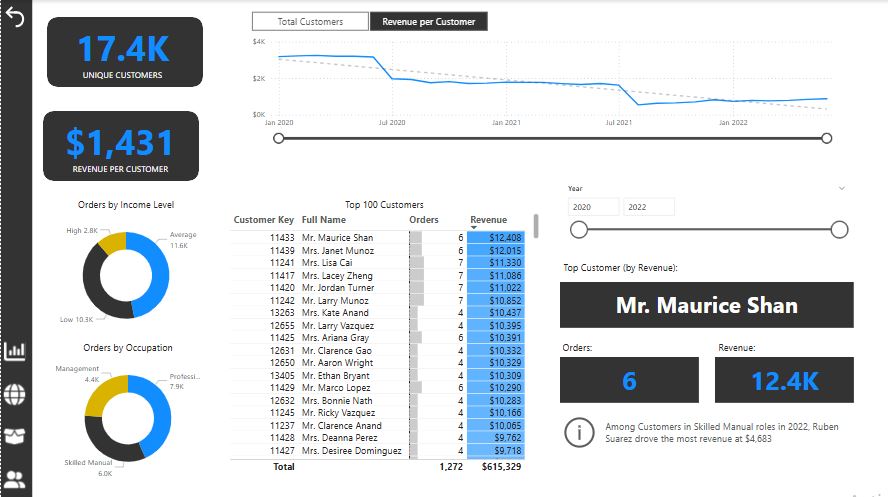 Total Customers
Revenue per Customer
17.4K
UNIQUE CUSTOMERS
$4K
$2K
$0K
Jan 2020
Jul 2020
Jan 2021
Jul 2021
Jan 2022
$1,431
REVENUE PER CUSTOMER
Orders by Income Level
High 2.8K
Average
11.6K
Low 10.3K
Orders by Occupation
Management
4.4K
Professi...
7.9K
Skilled Manual
6.0K
Top 100 Customers
Customer Key Full Name Orders Revenue
11433 Mr. Maurice Shan 6 $12,408
11439 Mrs. Janet Munoz 6 $12,015
11241 Mrs. Lisa Cai 7 $11,330
11417 Mrs. Lacey Zheng 7 $11,086
11420 Mr. Jordan Turner 7 $11,022
11242 Mr. Larry Munoz 7 $10,852
13263 Mrs. Kate Anand 4 $10,437
12655 Mr. Larry Vazquez 4 $10,395
11425 Mrs. Ariana Gray 6 $10,391
12631 Mr. Clarence Gao 4 $10,332
12650 Mr. Aaron Wright 4 $10,329
13405 Mr. Ethan Bryant 4 $10,309
11429 Mr. Marco Lopez 6 $10,290
12632 Mrs. Bonnie Nath 4 $10,283
11245 Mr. Ricky Vazquez 4 $10,166
11237 Mr. Clarence Anand 4 $10,065
11428 Mrs. Deanna Perez 4 $9,762
11427 Mrs. Desiree Dominguez 4 $9,718
Total 1,272 $615,329
Year
2020
2022
Top Customer (by Revenue):
Mr. Maurice Shan
Orders:
6
Revenue:
12.4K
Among Customers in Skilled Manual roles in 2022, Ruben
Suarez drove the most revenue at $4,683